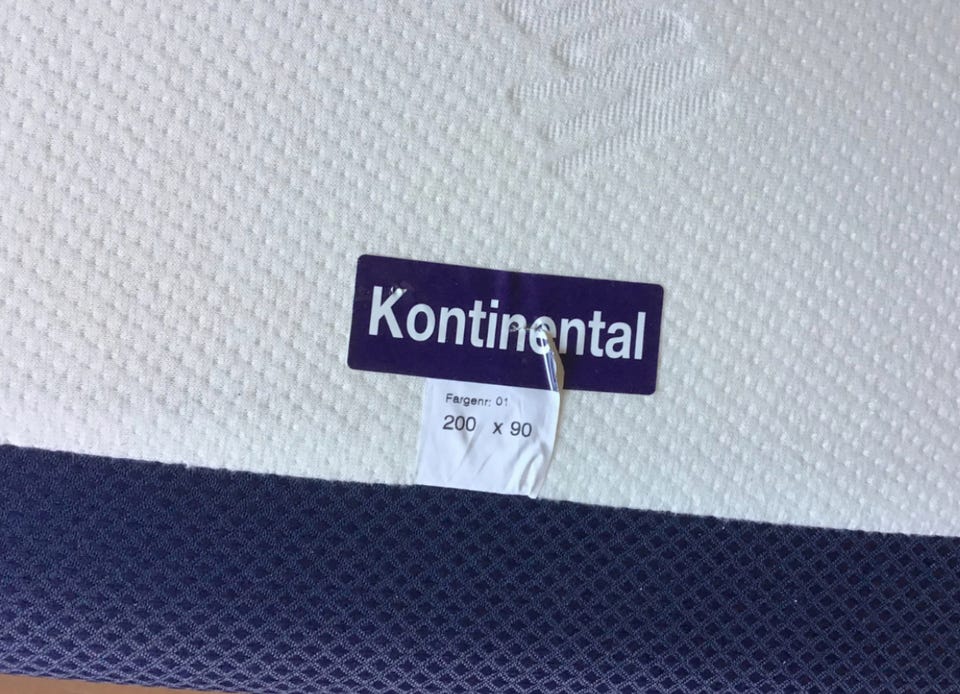 Kontinental
Fargenr: 01
200 x 90